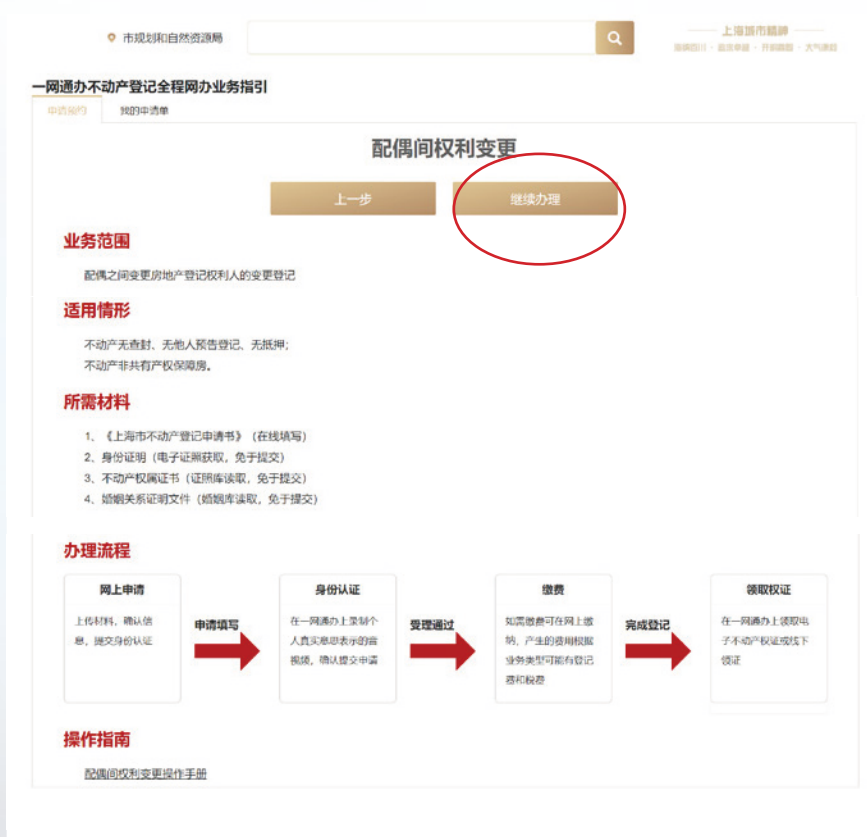 市规划和自然资源局
上海城市精神
一网通办不动产登记全程网办业务指引
申请预约 我的申请单
配偶间权利变更
上一步 继续办理
业务范围
配偶之间变更房地产登记权利人的变更登记
适用情形
不动产无查封、无他人预告登记、无抵押；
不动产非共有产权保障房。
所需材料
1、《上海市不动产登记申请书》（在线填写）
2、身份证明（电子证照获取，免于提交）
3、不动产权属证书（证照库读取，免于提交）
4、婚姻关系证明文件（婚姻库读取，免于提交）
办理流程
网上申请
上传材料，确认信
息，提交身份认证
申请填写
身份认证
在一网通办上录制个
人真实意思表示的音
视频，确认提交申请
受理通过
缴费
如需缴费可在网上缴
纳，产生的费用根据
业务类型可能有登记
费和税费
完成登记
领取权证
在一网通办上领取电
子不动产权证或线下
领证
操作指南
配偶间权利变更操作手册